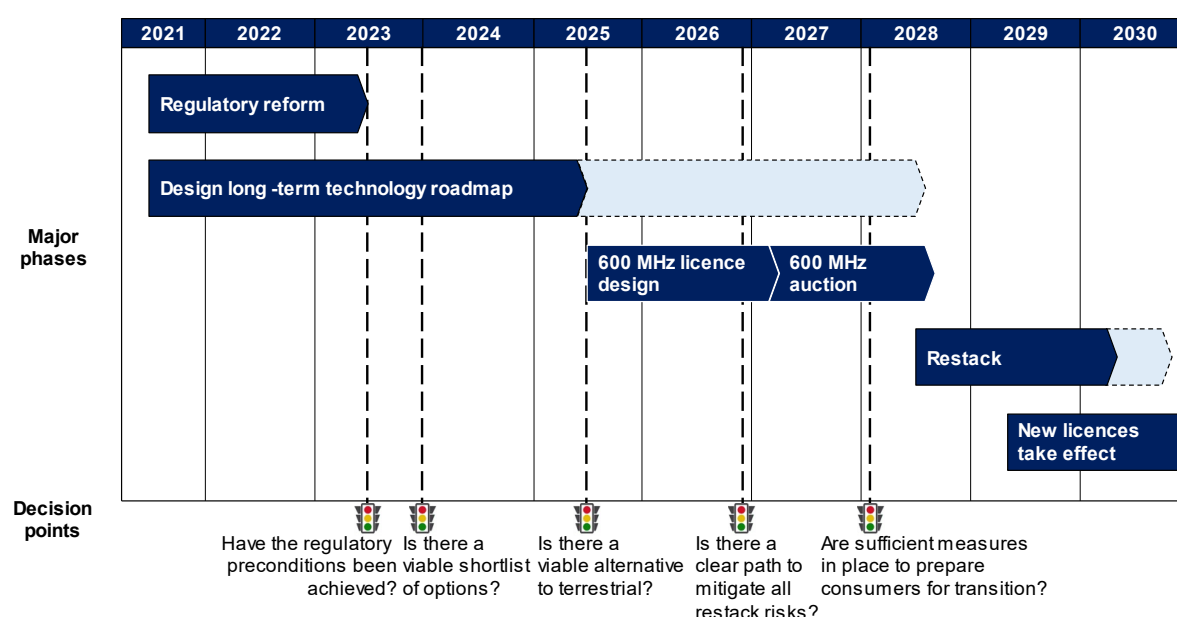 2021 2022 2023 2024 2025 2026 2027 2028 2029 2030
Regulatory reform
Design long -term technology roadmap
Major
phases
600 MHz licence
design
600 MHz
auction
Restack
New licences
take effect
Decision
points
Have the regulatory
preconditions been
achieved?
Is there a
viable shortlist
of options?
Is there a
viable alternative
to terrestrial?
Is there a
clear path to
mitigate all
restack risks?
Are sufficient measures
in place to prepare
consumers for transition?